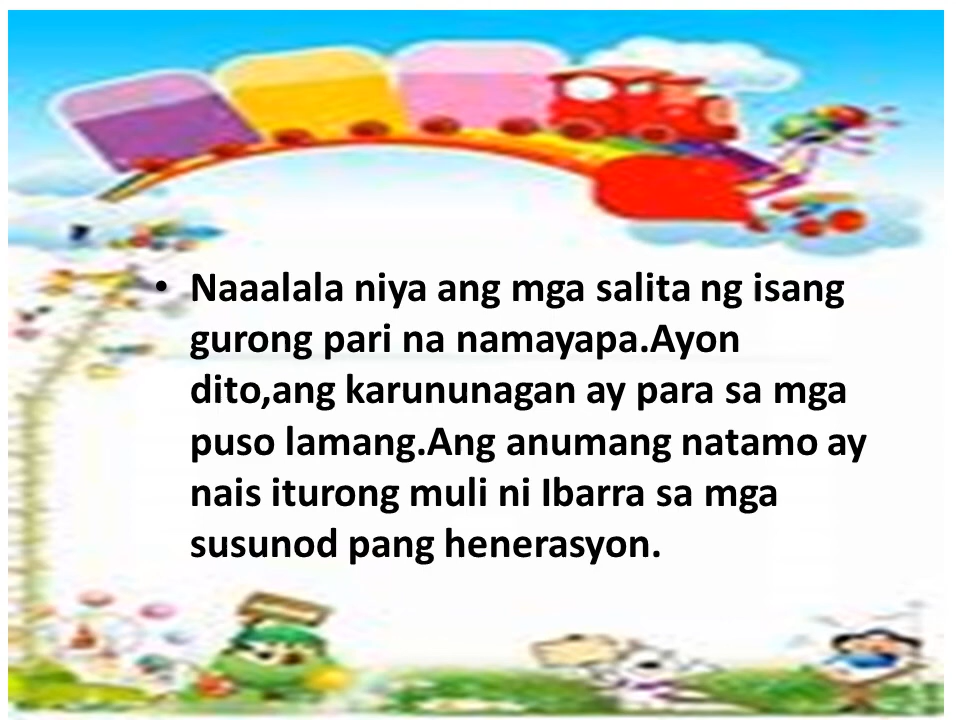 • Naaalala niya ang mga salita ng isang
gurong pari na namayapa.Ayon
dito,ang karununagan ay para sa mga
puso lamang.Ang anumang natamo ay
nais iturong muli ni Ibarra sa mga
susunod pang henerasyon.